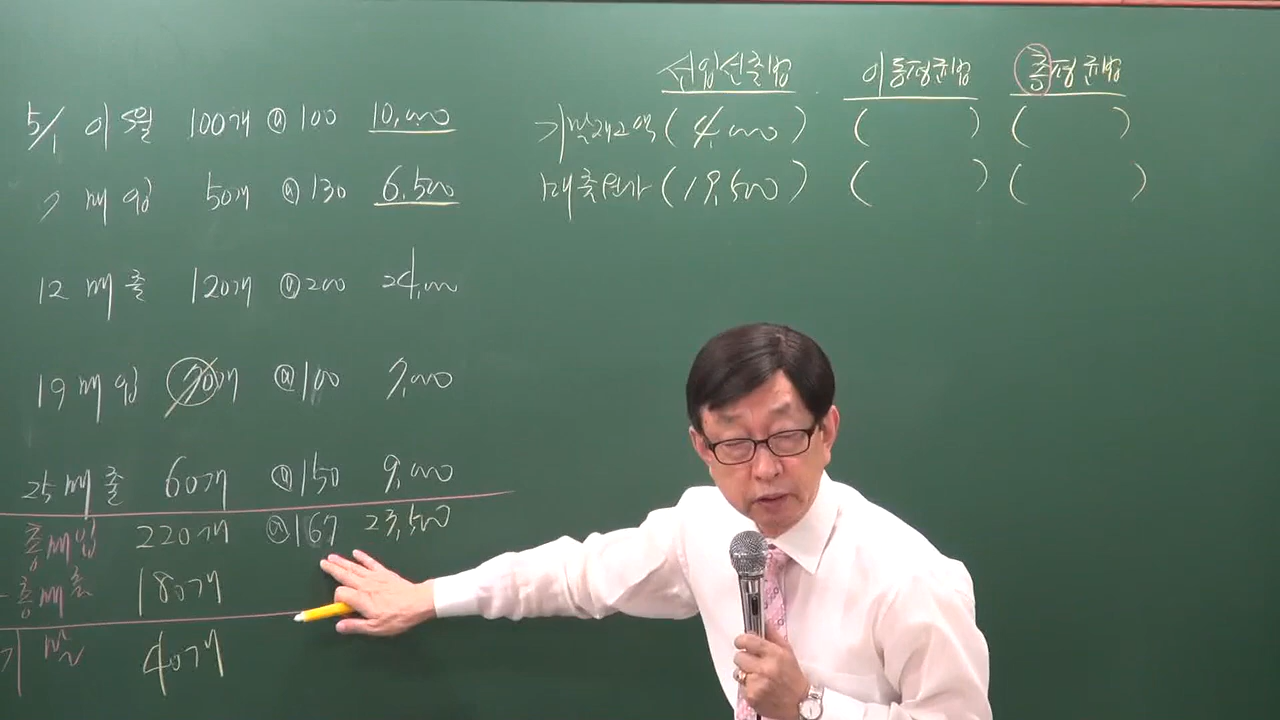 선입선출법 이동평균법 총평균법
기말재고액 ( 4,000 ) ( ) ( )
매출원가 ( 19,500 ) ( ) ( )
5/1 이월 100개 @100 10,000
7 매입 50개 @130 6,500
12 매출 120개 @200 24,000
19 매입 70개 @100 7,000
25 매출 60개 @150 9,000
총매입 220개 @167 23,500
총매출 180개
기말 40개